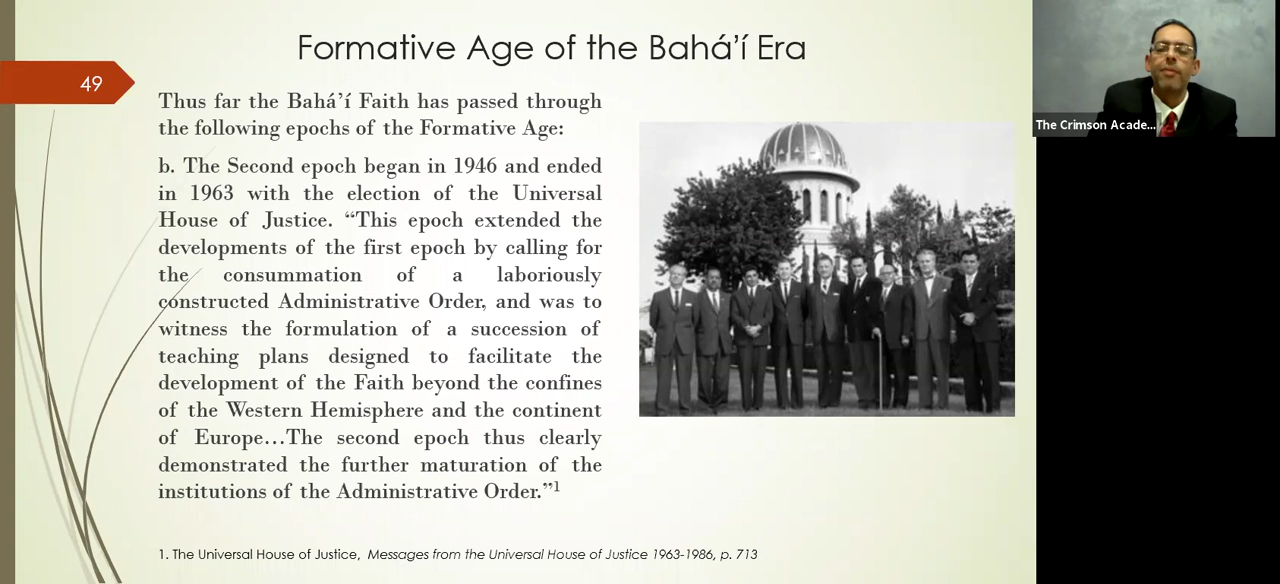 Formative Age of the Bahá’í Era
49
Thus far the Bahá’í Faith has passed through
the following epochs of the Formative Age:
b. The Second epoch began in 1946 and ended
in 1963 with the election of the Universal
House of Justice. “This epoch extended the
developments of the first epoch by calling for
the consummation of a laboriously
constructed Administrative Order, and was to
witness the formulation of a succession of
teaching plans designed to facilitate the
development of the Faith beyond the confines
of the Western Hemisphere and the continent
of Europe…The second epoch thus clearly
demonstrated the further maturation of the
institutions of the Administrative Order.”1
1. The Universal House of Justice, Messages from the Universal House of Justice 1963-1986, p. 713
The Crimson Acade...